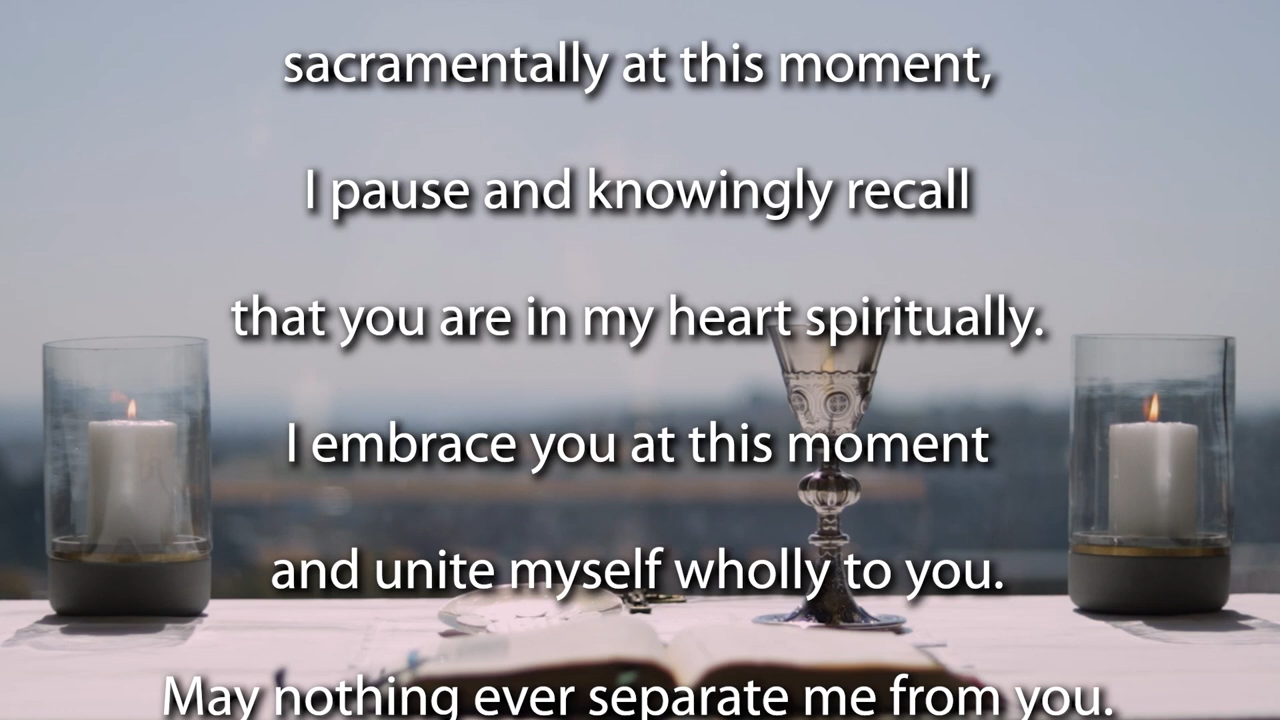 sacramentally at this moment,
I pause and knowingly recall
that you are in my heart spiritually.
I embrace you at this moment
and unite myself wholly to you.
May nothing ever separate me from you.